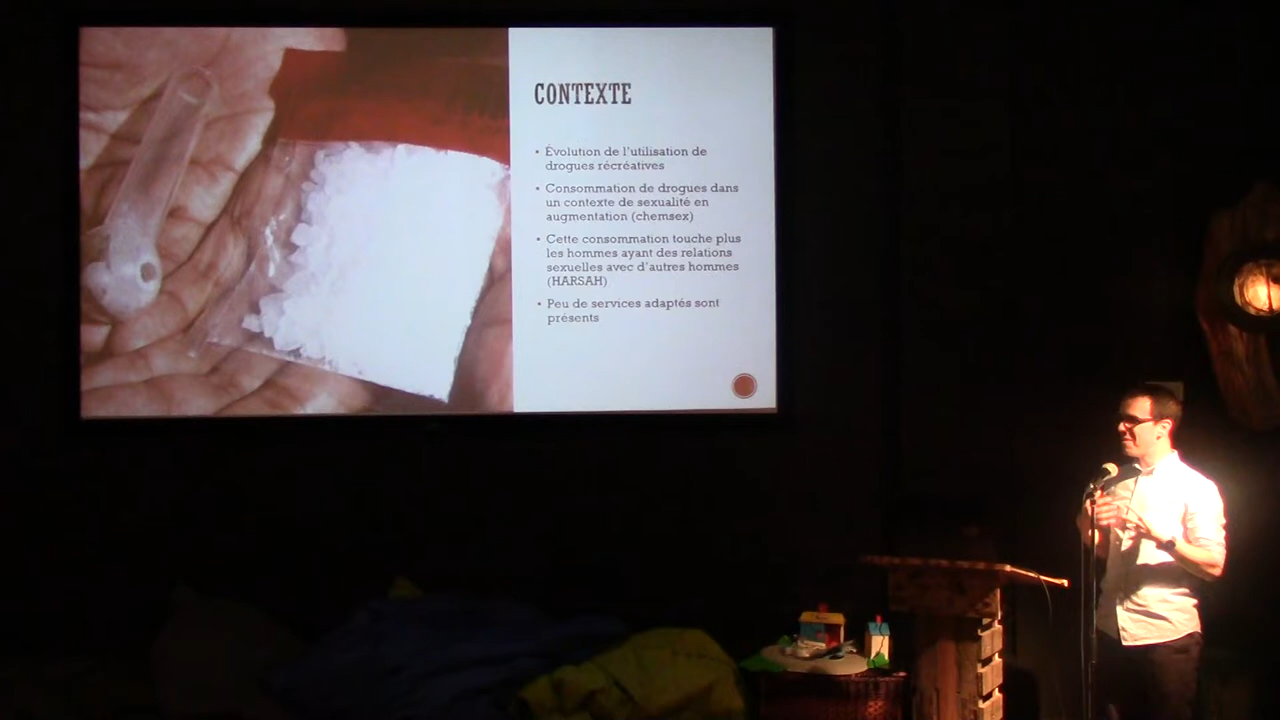 CONTEXTE
• Évolution de l'utilisation de
drogues récréatives
• Consommation de drogues dans
un contexte de sexualité en
augmentation (chemsex)
• Cette consommation touche plus
les hommes ayant des relations
sexuelles avec d'autres hommes
(HARSAH)
• Peu de services adaptés sont
présents